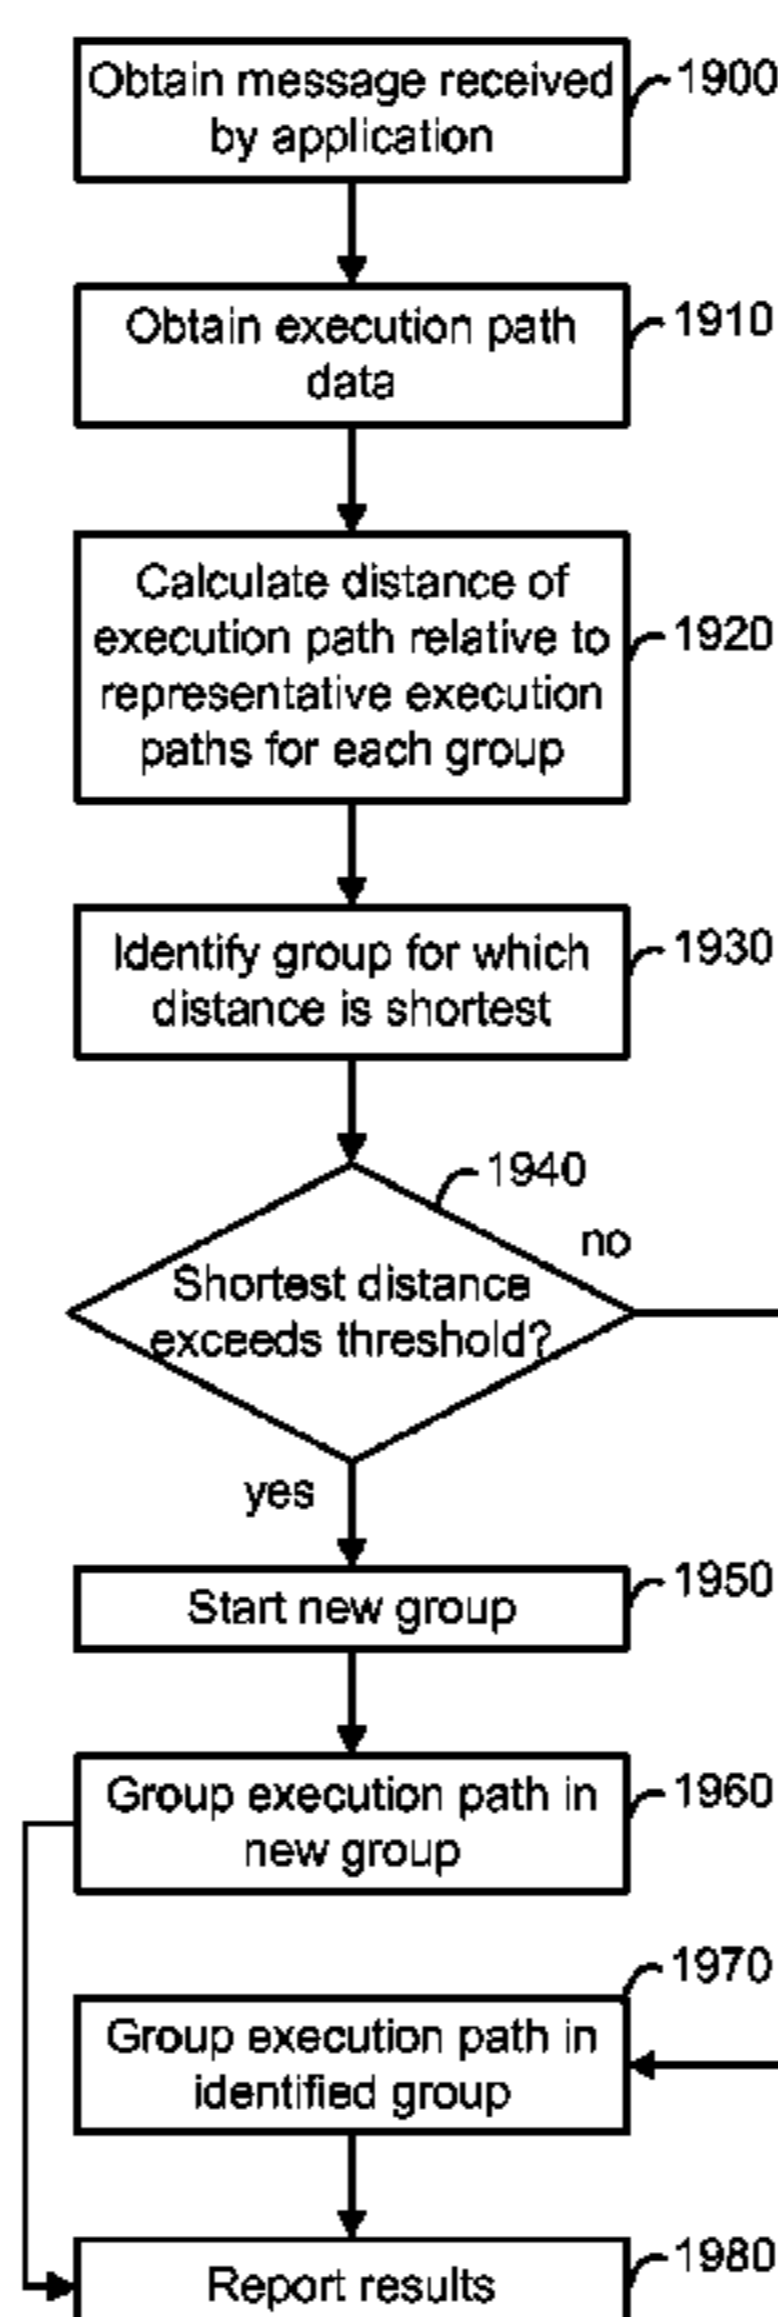 Obtain message received
by application
1900
Obtain execution path
data
1910
Calculate distance of
execution path relative to
representative execution
paths for each group
1920
Identify group for which
distance is shortest
1930
1940
no
Shortest distance
exceeds threshold?
yes
Start new group
1950
Group execution path in
new group
1960
1970
Group execution path in
identified group
Report results
1980